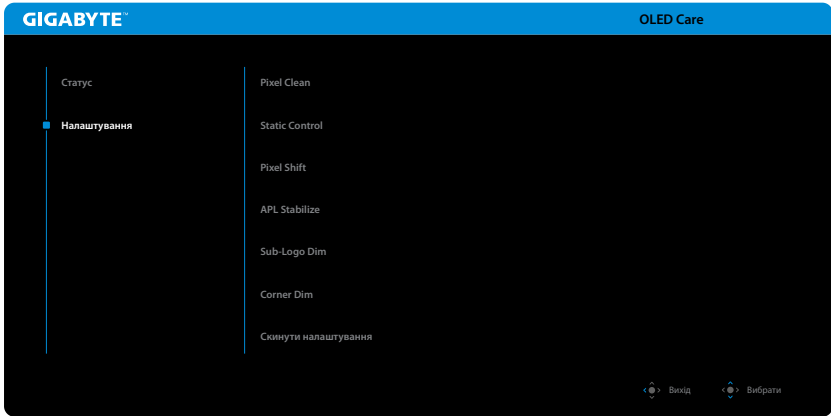 GIGABYTE™
OLED Care
Статус
Налаштування
Pixel Clean
Static Control
Pixel Shift
APL Stabilize
Sub-Logo Dim
Corner Dim
Скинути налаштування
Вихід
Вибрати